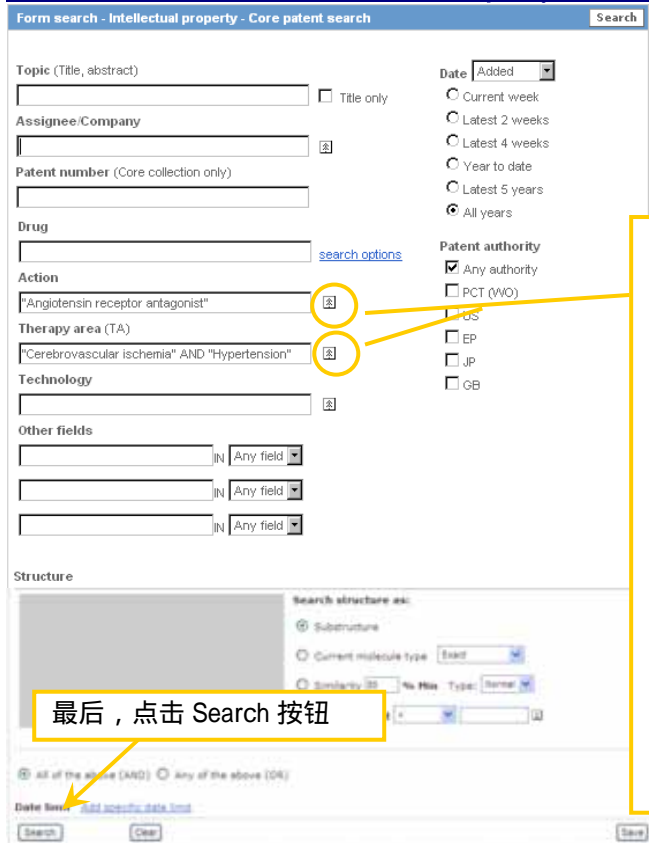 Form search - Intellectual property - Core patent search Search
Topic (Title, abstract)
Title only
Assignee/Company
Patent number (Core collection only)
Drug
search options
Action
"Angiotensin receptor antagonist"
Therapy area (TA)
"Cerebrovascular ischemia" AND "Hypertension"
Technology
Other fields
IN Any field
IN Any field
IN Any field
Date Added
Current week
Latest 2 weeks
Latest 4 weeks
Year to date
Latest 5 years
All years
Patent authority
Any authority
PCT (WO)
US
EP
JP
GB
Structure
Search structure as:
Substructure
Current molecule type Exact
Similarity % Min Type: Normal
最后，点击 Search 按钮
All of the above (AND) Any of the above (OR)
Date limit Add specific date limit
Search Clear Save